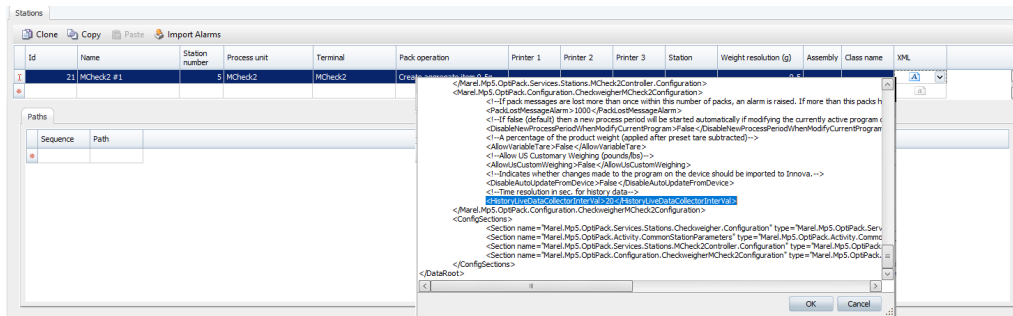 Stations
Clone Copy Paste Import Alarms
Id Name Station number Process unit Terminal Pack operation Printer 1 Printer 2 Printer 3 Station Weight resolution (g) Assembly Class name XML
21 MCheck2 #1 5 MCheck2 MCheck2 Create aggregate item 0.5g 0.5 A
a
Paths
Sequence Path
</Marel.Mp5.OptiPack.Services.Stations.MCheck2Controller.Configuration>
<Marel.Mp5.OptiPack.Configuration.CheckweigherMCheck2Configuration>
<!--If pack messages are lost more than once within this number of packs, an alarm is raised. If more than this packs h
<PackLostMessageAlarm>1000</PackLostMessageAlarm>
<!--If false (default) then a new process period will be started automatically if modifying the currently active program o
<DisableNewProcessPeriodWhenModifyCurrentProgram>False</DisableNewProcessPeriodWhenModifyCurrentProgram
<!--A percentage of the product weight (applied after preset tare subtracted)-->
<AllowVariableTare>False</AllowVariableTare>
<!--Allow US Customary Weighing (pounds/lbs)-->
<AllowUsCustomWeighing>False</AllowUsCustomWeighing>
<!--Indicates whether changes made to the program on the device should be imported to Innova.-->
<DisableAutoUpdateFromDevice>False</DisableAutoUpdateFromDevice>
<!--Time resolution in sec. for history data-->
<HistoryLiveDataCollectorInterVal>20</HistoryLiveDataCollectorInterVal>
</Marel.Mp5.OptiPack.Configuration.CheckweigherMCheck2Configuration>
<ConfigSections>
<Section name="Marel.Mp5.OptiPack.Services.Stations.Checkweigher.Configuration" type="Marel.Mp5.OptiPack.Serv
<Section name="Marel.Mp5.OptiPack.Activity.CommonStationParameters" type="Marel.Mp5.OptiPack.Activity.Commo
<Section name="Marel.Mp5.OptiPack.Services.Stations.MCheck2Controller.Configuration" type="Marel.Mp5.OptiPack
<Section name="Marel.Mp5.OptiPack.Configuration.CheckweigherMCheck2Configuration" type="Marel.Mp5.OptiPack.
</ConfigSections>
</DataRoot>
OK Cancel